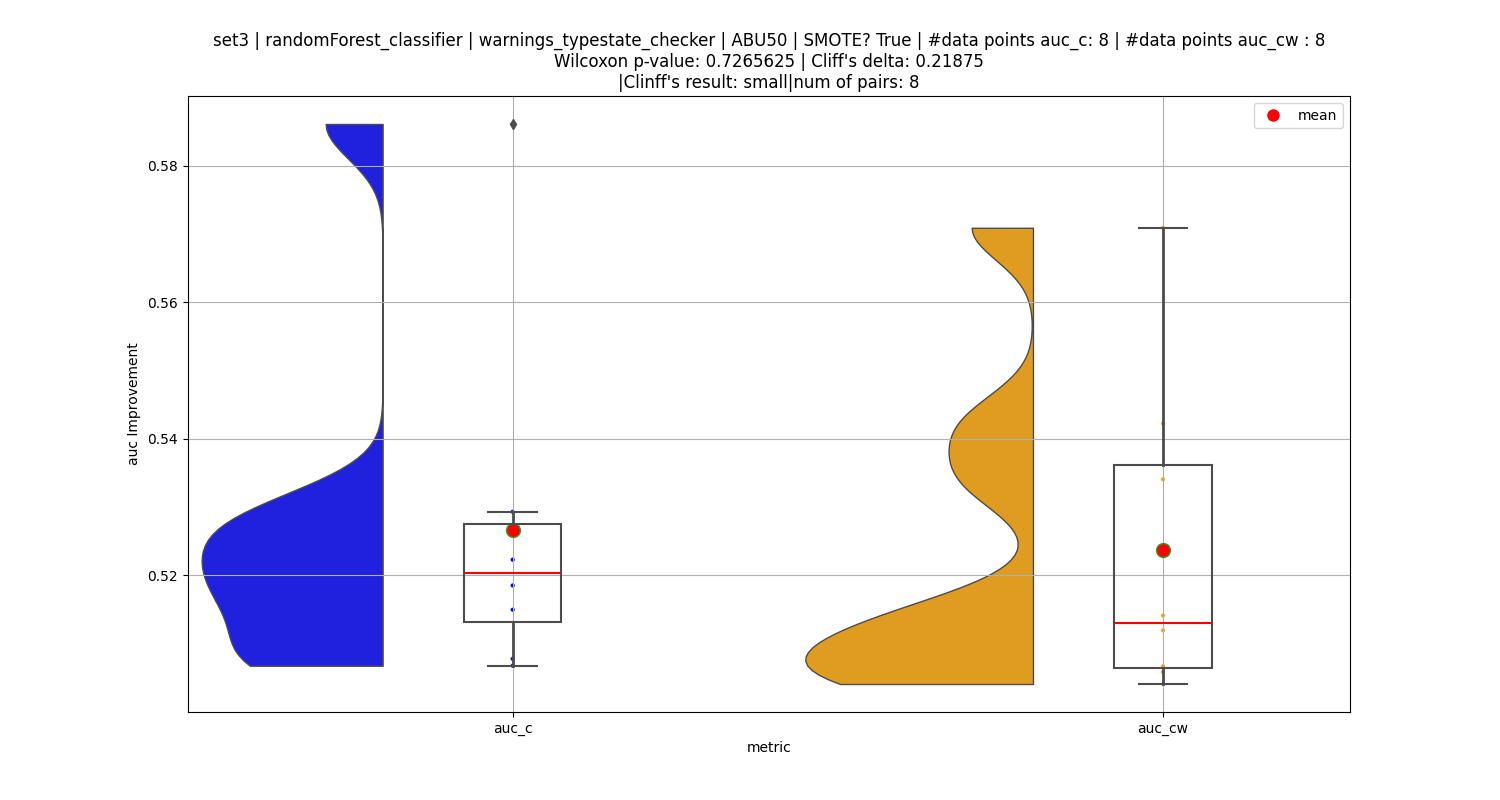 set3 | randomForest_classifier | warnings_typestate_checker | ABU50 | SMOTE? True | #data points auc_c: 8 | #data points auc_cw : 8
Wilcoxon p-value: 0.7265625 | Cliff's delta: 0.21875
|Clinff's result: small|num of pairs: 8
mean
0.58
0.56
0.54
0.52
auc Improvement
auc_c
auc_cw
metric